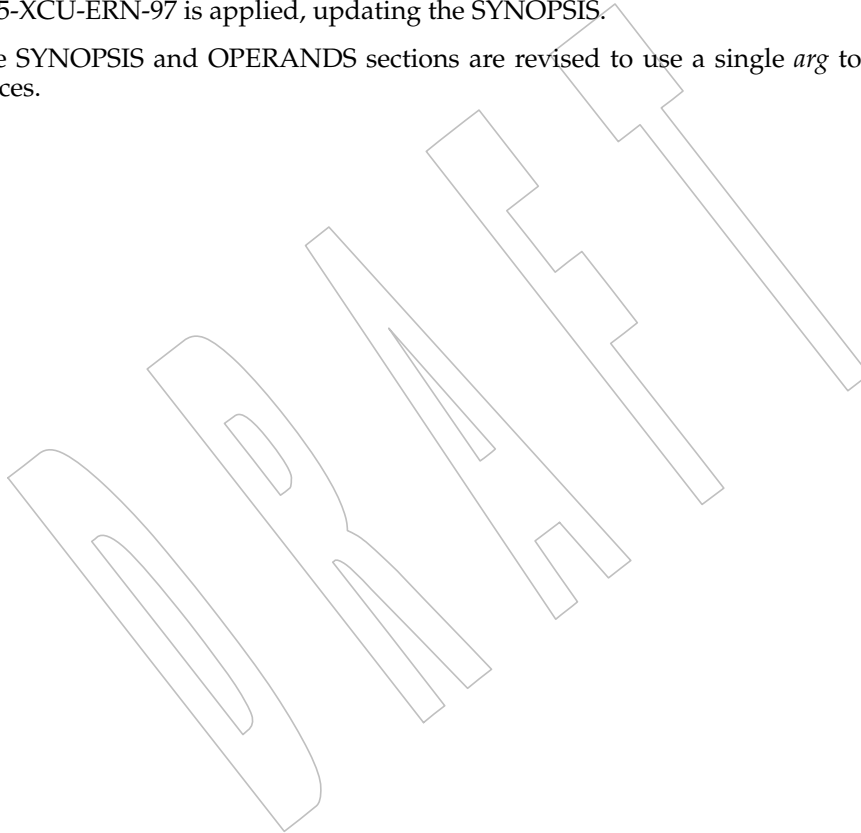 5-XCU-ERN-97 is applied, updating the SYNOPSIS.
e SYNOPSIS and OPERANDS sections are revised to use a single arg to
ces.
DRAFT